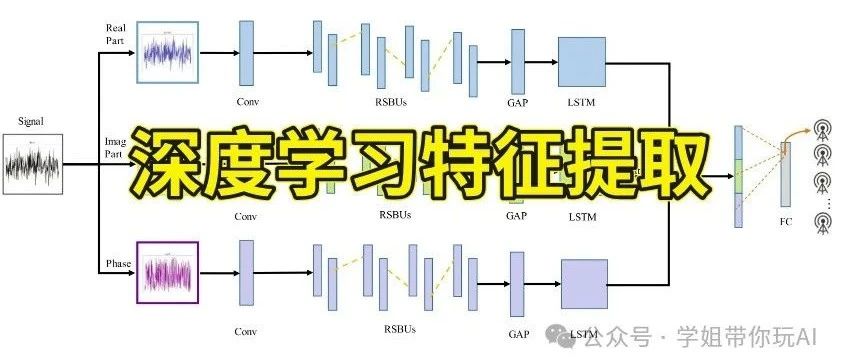 Real
Part
Conv
RSBUs
GAP
LSTM
Signal
Imag
Part
深度学习特征提取
Conv
RSBUs
GAP
LSTM
FC
Phase
Conv
RSBUs
GAP
LSTM
公众号·学姐带你玩AI